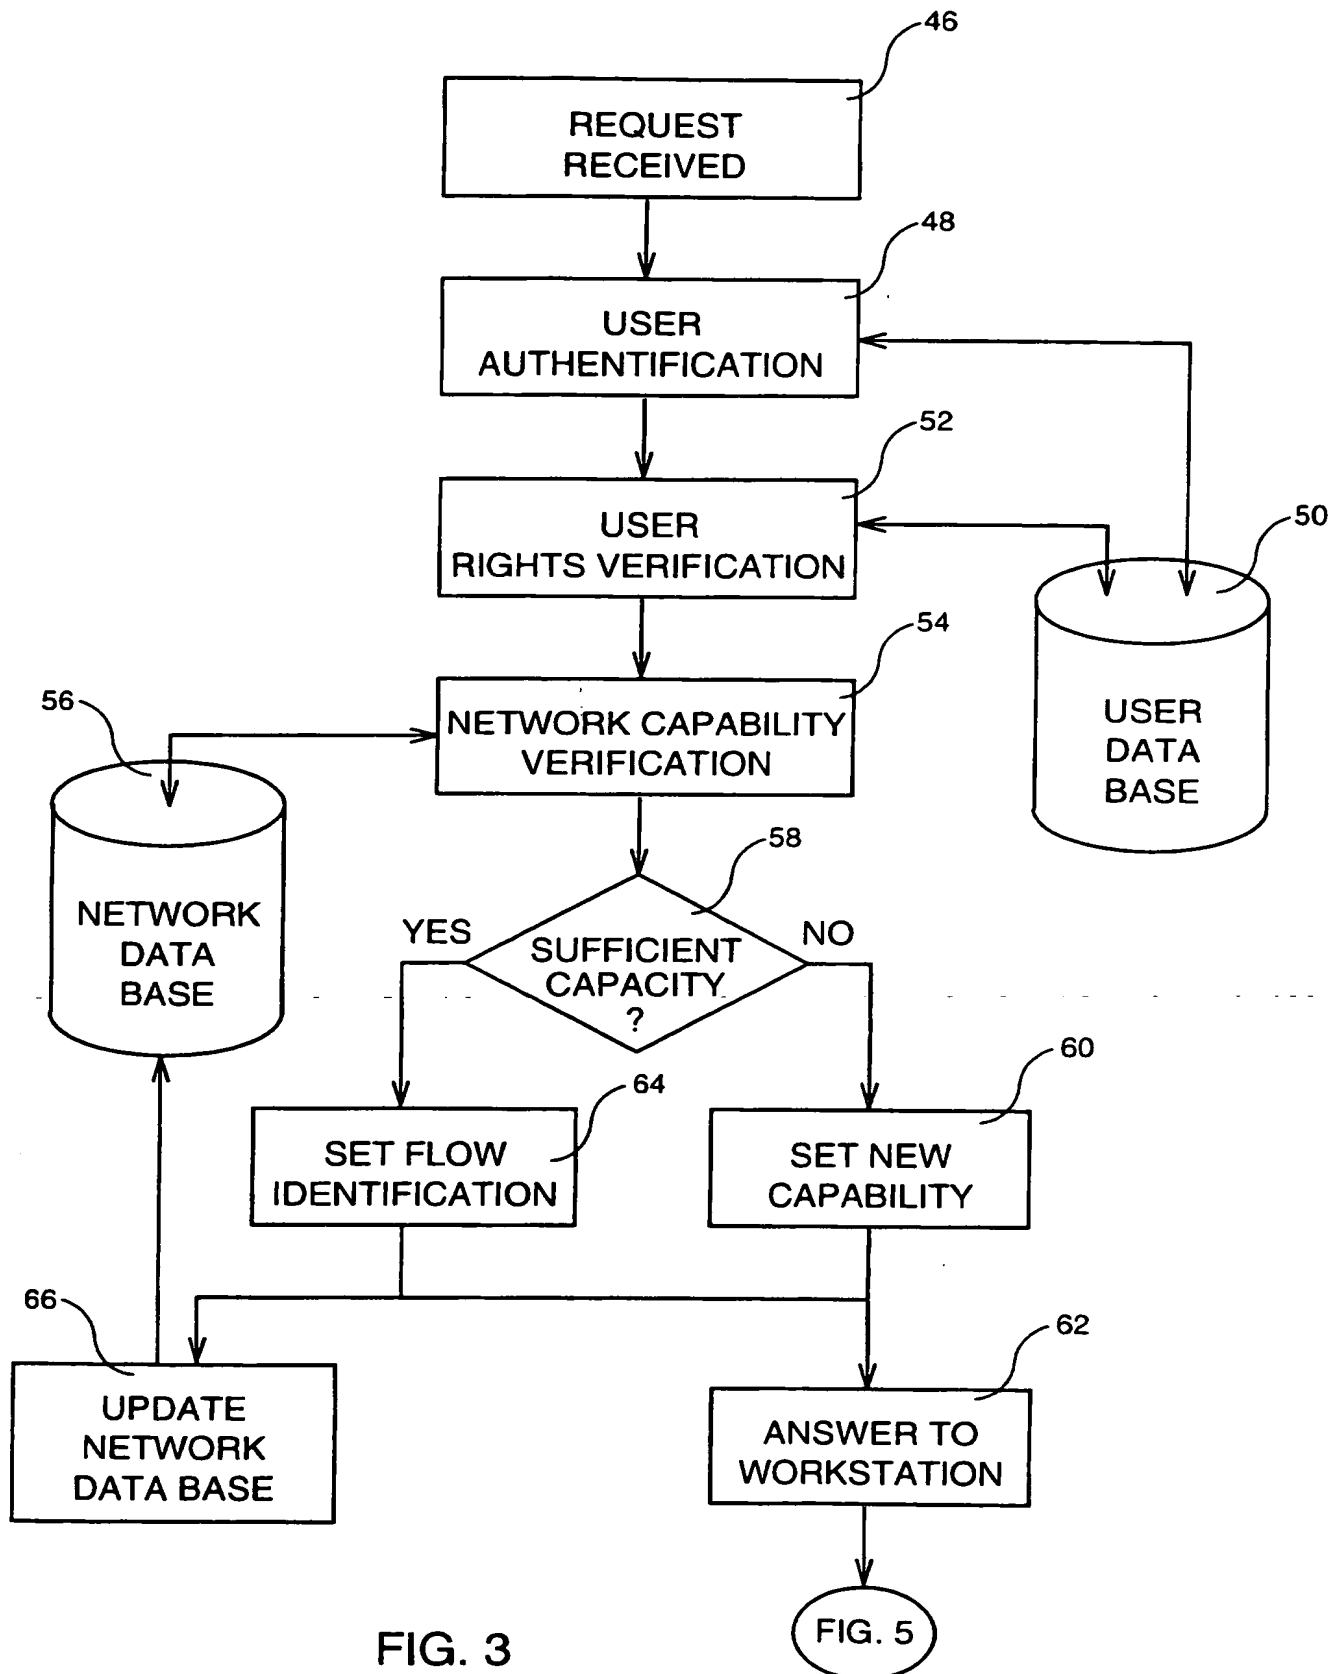 46
REQUEST
RECEIVED
48
USER
AUTHENTIFICATION
52
USER
RIGHTS VERIFICATION
50
USER
DATA
BASE
54
NETWORK CAPABILITY
VERIFICATION
56
NETWORK
DATA
BASE
58
YES
SUFFICIENT
CAPACITY
?
NO
64
SET FLOW
IDENTIFICATION
60
SET NEW
CAPABILITY
66
UPDATE
NETWORK
DATA BASE
62
ANSWER TO
WORKSTATION
FIG. 5
FIG. 3